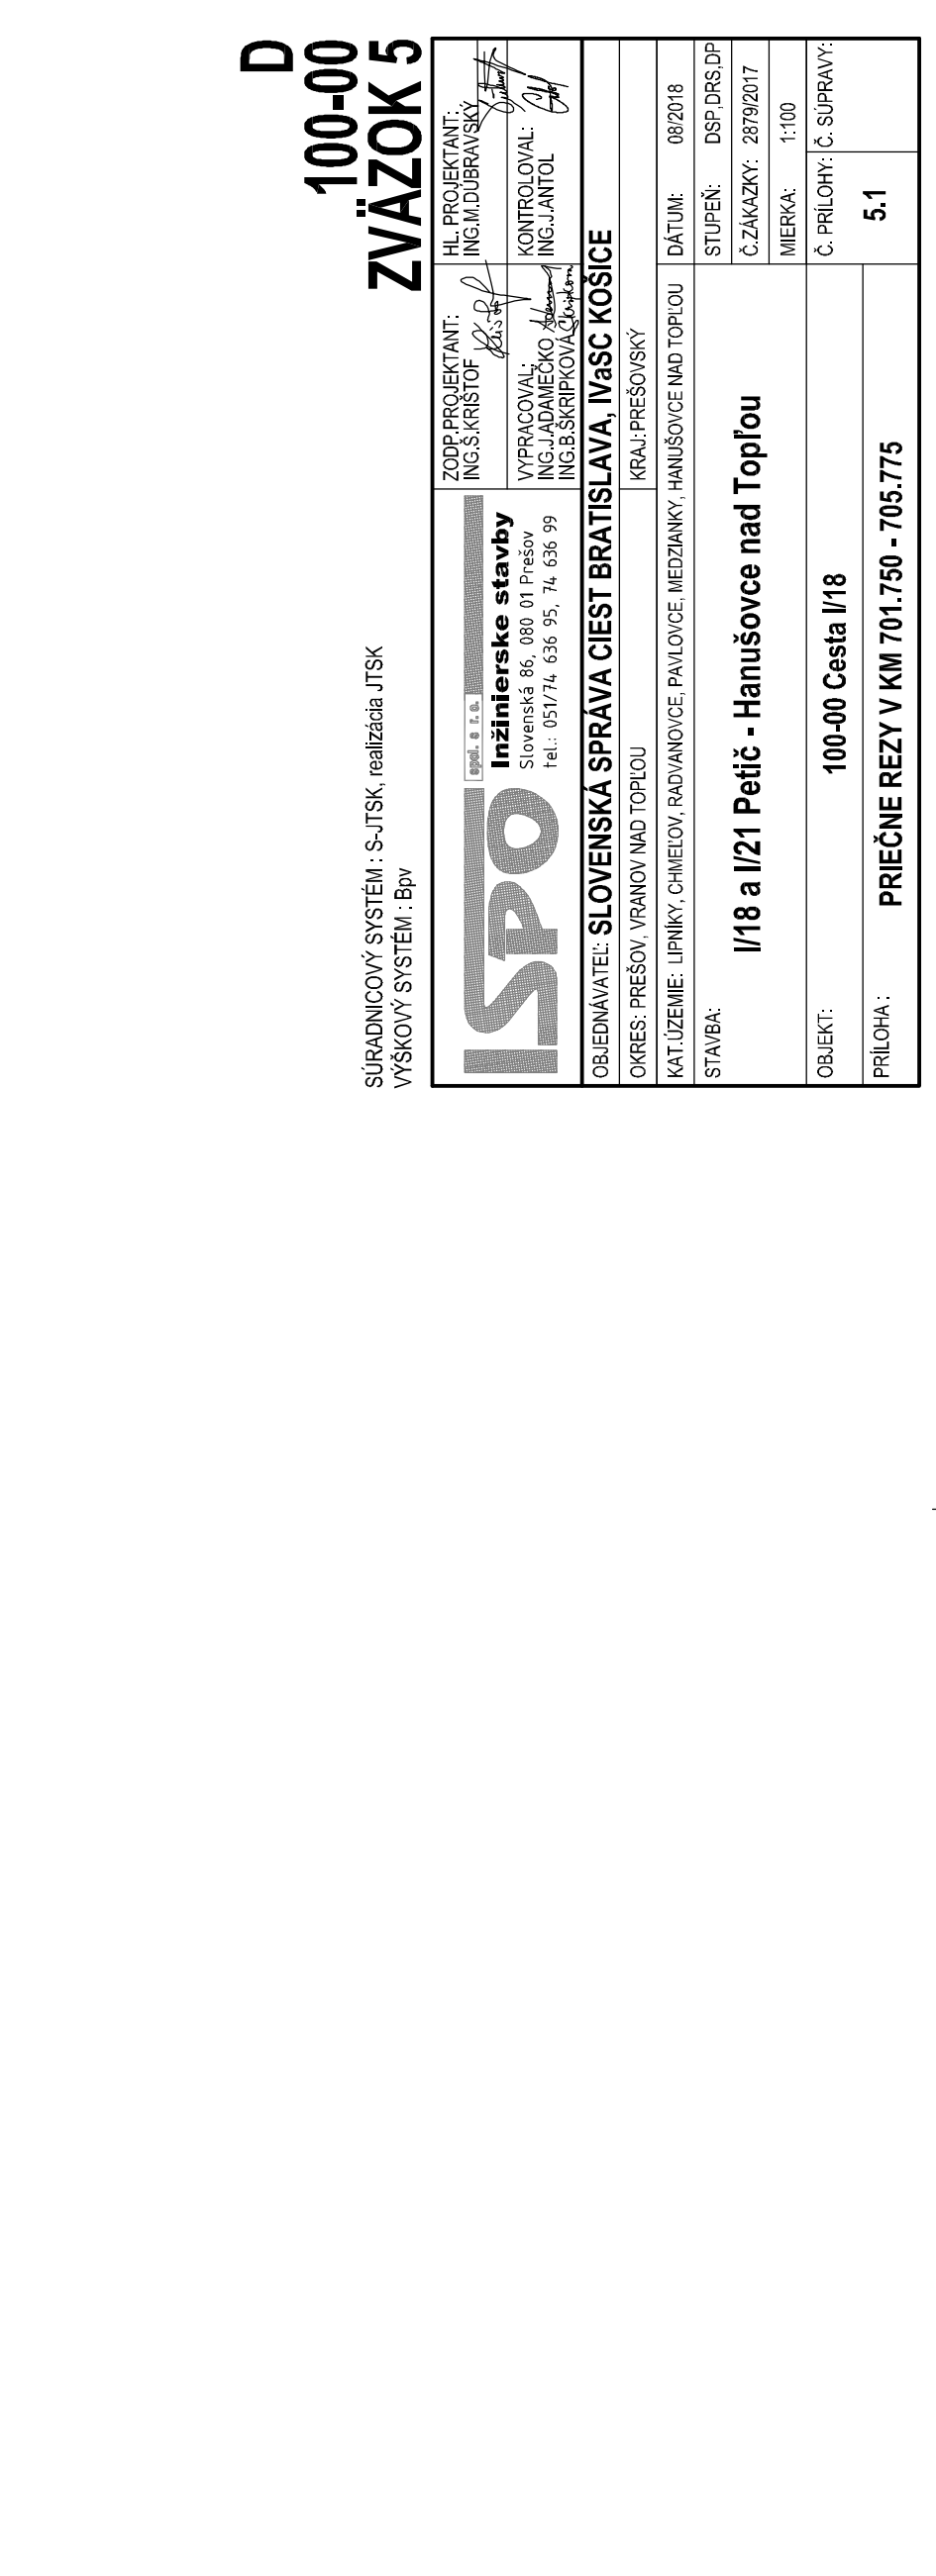 D
100-00
ZVÄZOK 5
SÚRADNICOVÝ SYSTÉM : S-JTSK, realizácia JTSK
VÝŠKOVÝ SYSTÉM : Bpv
ISPO
spol. s r. o.
Inžinierske stavby
Slovenská 86, 080 01 Prešov
tel.: 051/74 636 95, 74 636 99
ZODP.PROJEKTANT:
ING.Š.KRIŠTOF
HL. PROJEKTANT:
ING.M.DÚBRAVSKÝ
VYPRACOVAL:
ING.J.ADAMEČKO
ING.B.ŠKRIPKOVÁ
KONTROLOVAL:
ING.J.ANTOL
OBJEDNÁVATEĽ: SLOVENSKÁ SPRÁVA CIEST BRATISLAVA, IVaSC KOŠICE
OKRES: PREŠOV, VRANOV NAD TOPĽOU
KRAJ: PREŠOVSKÝ
KAT.ÚZEMIE: LIPNÍKY, CHMEĽOV, RADVANOVCE, PAVLOVCE, MEDZIANKY, HANUŠOVCE NAD TOPĽOU
DÁTUM: 08/2018
STAVBA:
I/18 a I/21 Petič - Hanušovce nad Topľou
STUPEŇ: DSP,DRS,DP
Č.ZÁKAZKY: 2879/2017
MIERKA: 1:100
OBJEKT:
100-00 Cesta I/18
Č. PRÍLOHY:
Č. SÚPRAVY:
5.1
PRÍLOHA :
PRIEČNE REZY V KM 701.750 - 705.775